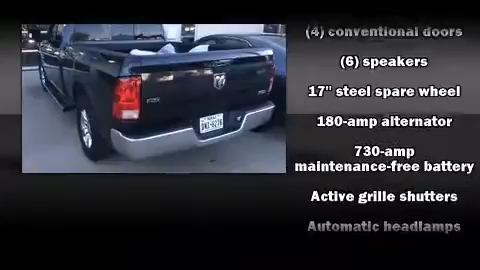 (4) conventional doors
(6) speakers
17" steel spare wheel
180-amp alternator
730-amp
maintenance-free battery
Active grille shutters
Automatic headlamps